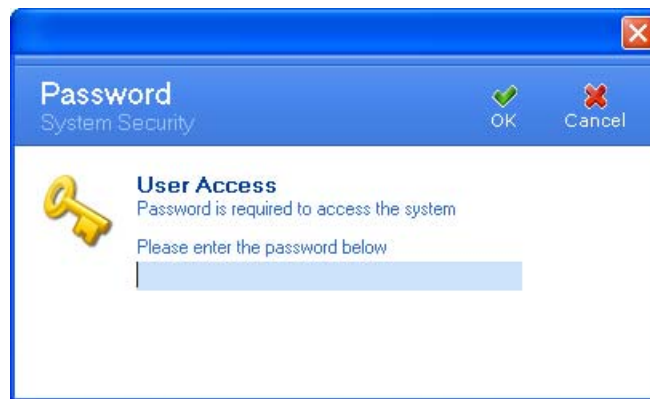 Password
System Security
OK
Cancel
User Access
Password is required to access the system
Please enter the password below